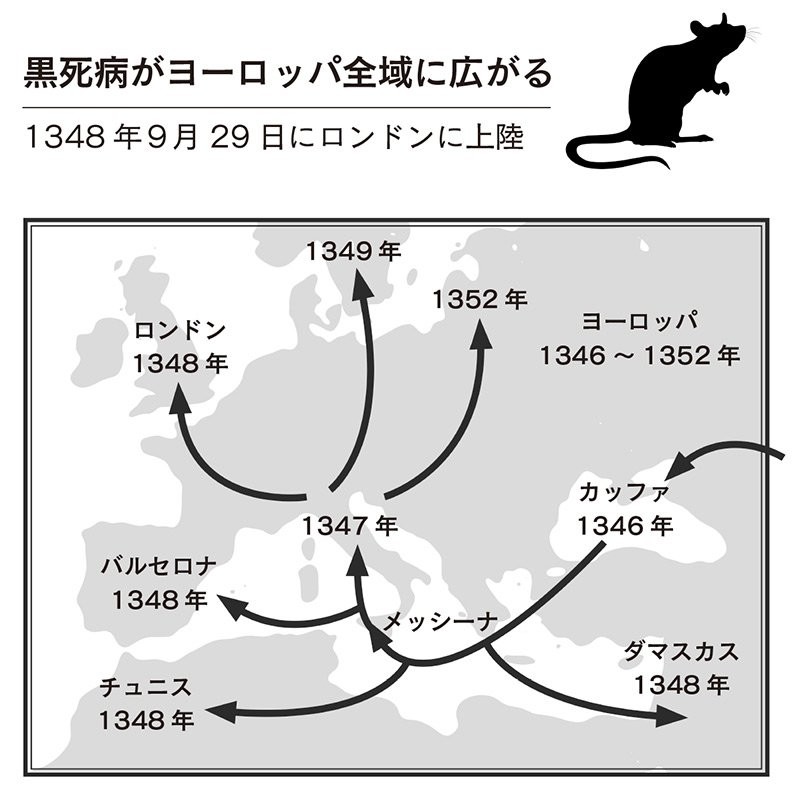 黒死病がヨーロッパ全域に広がる
1348年9月29日にロンドンに上陸
1349年
1352年
ロンドン
1348年
ヨーロッパ
1346～1352年
カッファ
1346年
1347年
バルセロナ
1348年
メッシーナ
ダマスカス
1348年
チュニス
1348年